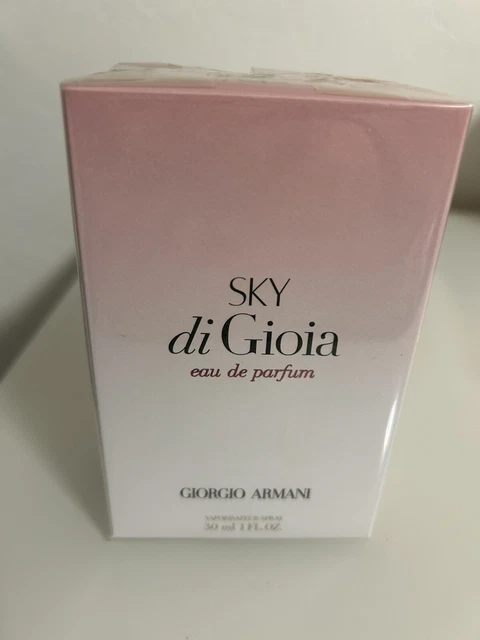 SKY
di Gioia
eau de parfum
GIORGIO ARMANI
VAPORISATEUR SPRAY
30 ml 1 FL.OZ.